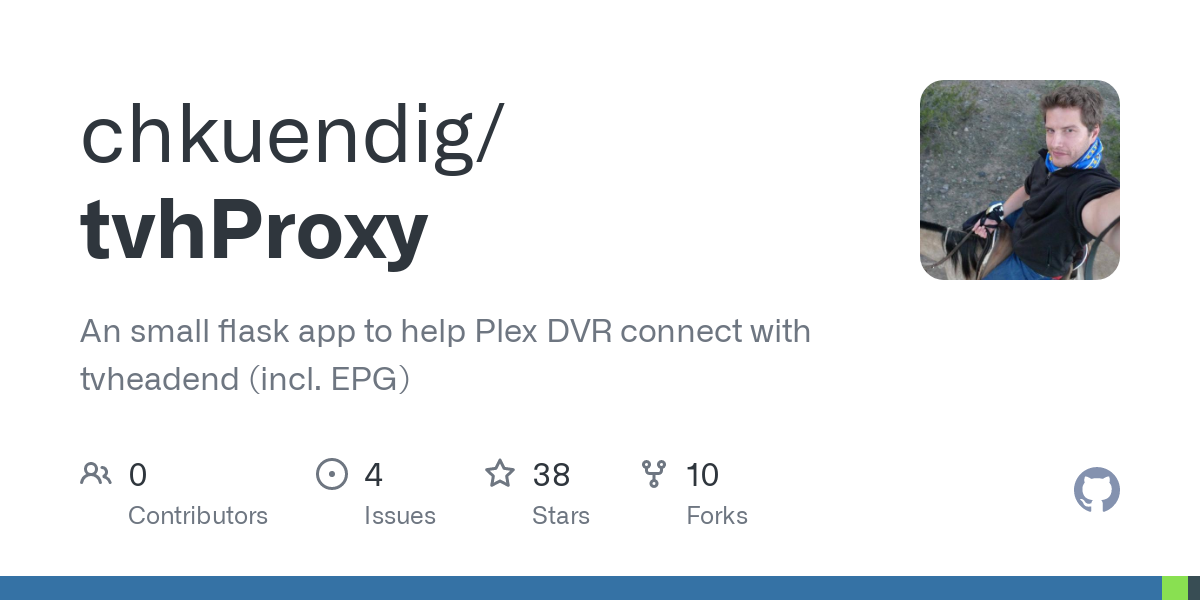 chkuendig/
tvhProxy
An small flask app to help Plex DVR connect with
tvheadend (incl. EPG)
0
Contributors
4
Issues
38
Stars
10
Forks